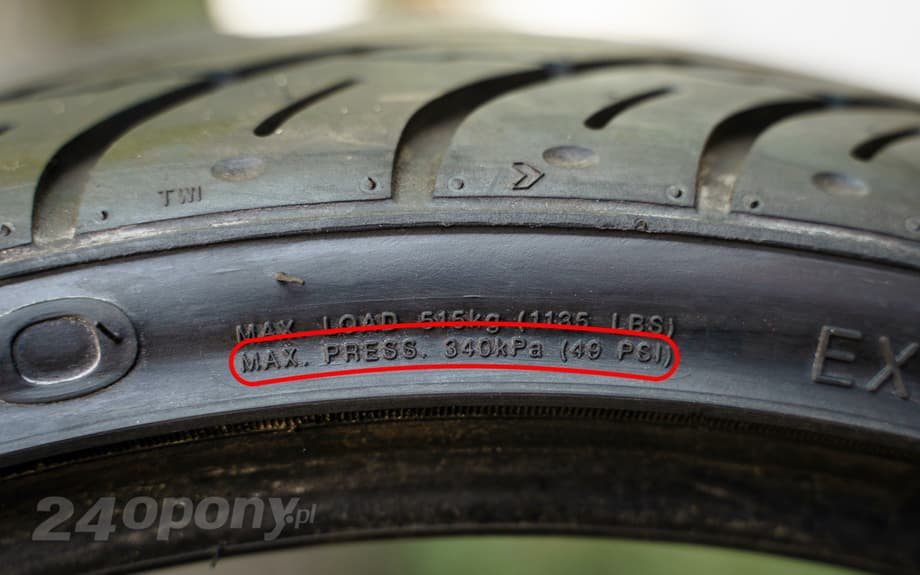 TWI
MAX. LOAD 515kg (1135 LBS)
MAX. PRESS. 340kPa (49 PSI)
EX
24opony.pl